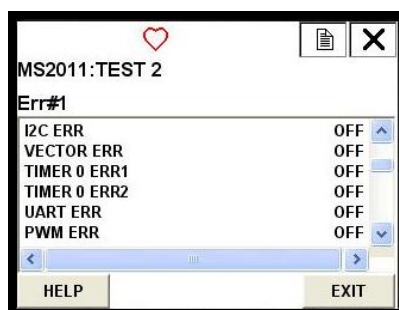 MS2011:TEST 2
Err#1
I2C ERR OFF
VECTOR ERR OFF
TIMER 0 ERR1 OFF
TIMER 0 ERR2 OFF
UART ERR OFF
PWM ERR OFF
HELP EXIT